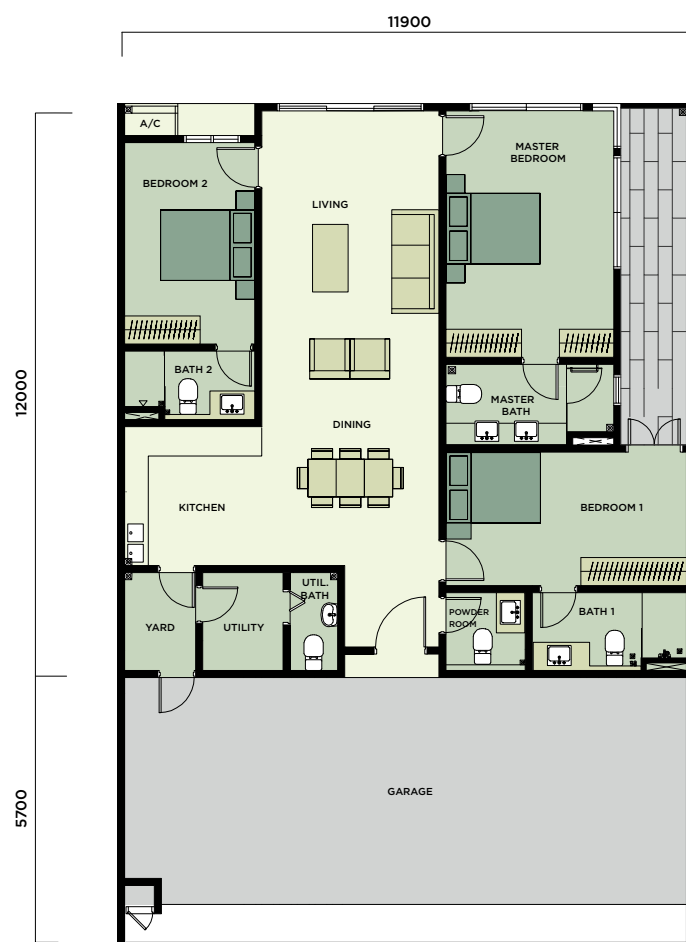 11900
A/C
MASTER
BEDROOM
BEDROOM 2
LIVING
12000
BATH 2
MASTER
BATH
DINING
KITCHEN
BEDROOM 1
UTIL.
BATH
YARD
UTILITY
POWDER
ROOM
BATH 1
5700
GARAGE